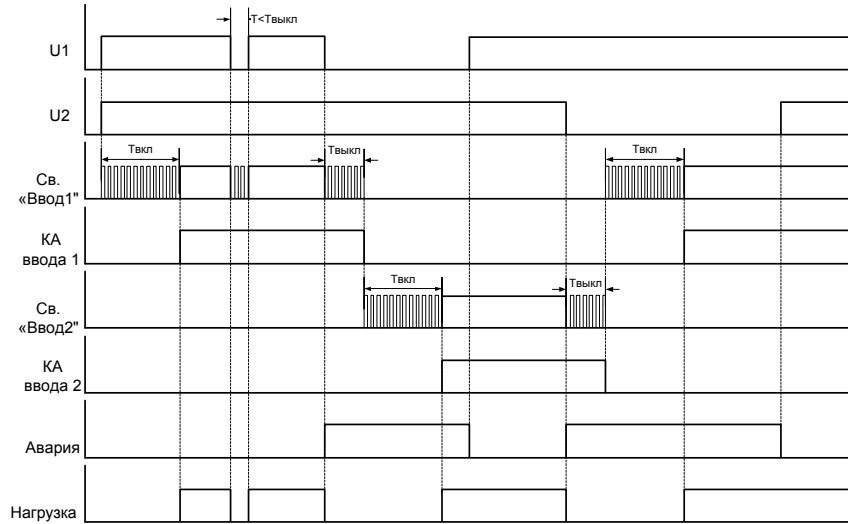 T<Tвыкл
U1
U2
Tвкл
Tвыкл
Tвкл
Св.
«Ввод1"
КА
ввода 1
Tвкл
Tвыкл
Св.
«Ввод2"
КА
ввода 2
Авария
Нагрузка